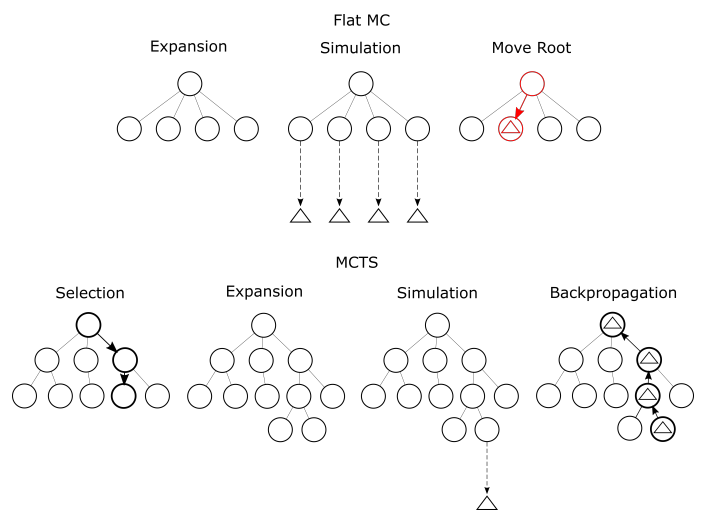 Flat MC
Expansion
Simulation
Move Root
MCTS
Selection
Expansion
Simulation
Backpropagation